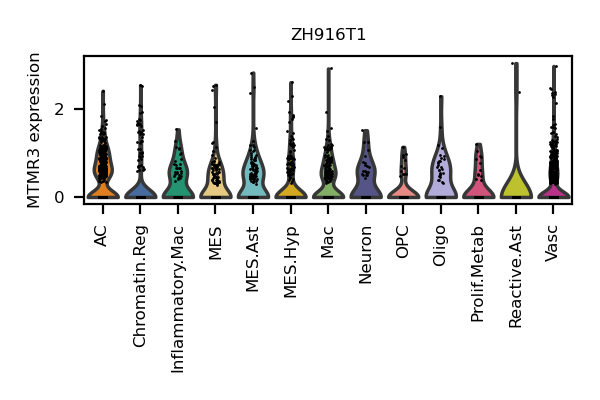 ZH916T1
MTMR3 expression
2
0
AC
Chromatin.Reg
Inflammatory.Mac
MES
MES.Ast
MES.Hyp
Mac
Neuron
OPC
Oligo
Prolif.Metab
Reactive.Ast
Vasc